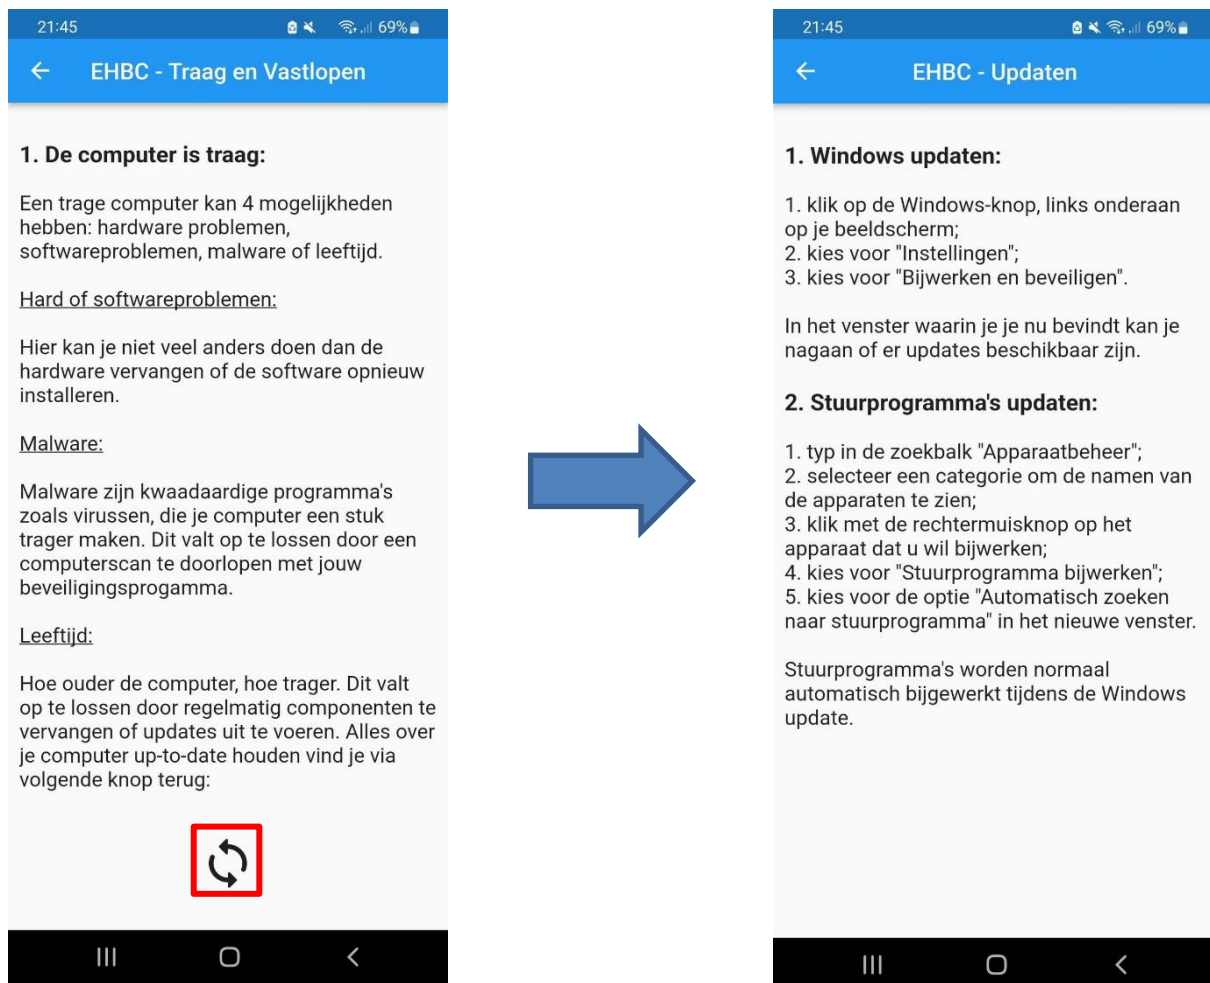 21:45
69%
EHBC - Traag en Vastlopen
1. De computer is traag:
Een trage computer kan 4 mogelijkheden
hebben: hardware problemen,
softwareproblemen, malware of leeftijd.
Hard of softwareproblemen:
Hier kan je niet veel anders doen dan de
hardware vervangen of de software opnieuw
installeren.
Malware:
Malware zijn kwaadaardige programma's
zoals virussen, die je computer een stuk
trager maken. Dit valt op te lossen door een
computerscan te doorlopen met jouw
beveiligingsprogamma.
Leeftijd:
Hoe ouder de computer, hoe trager. Dit valt
op te lossen door regelmatig componenten te
vervangen of updates uit te voeren. Alles over
je computer up-to-date houden vind je via
volgende knop terug:
21:45
69%
EHBC - Updaten
1. Windows updaten:
1. klik op de Windows-knop, links onderaan
op je beeldscherm;
2. kies voor "Instellingen";
3. kies voor "Bijwerken en beveiligen".
In het venster waarin je je nu bevindt kan je
nagaan of er updates beschikbaar zijn.
2. Stuurprogramma's updaten:
1. typ in de zoekbalk "Apparaatbeheer";
2. selecteer een categorie om de namen van
de apparaten te zien;
3. klik met de rechtermuisknop op het
apparaat dat u wil bijwerken;
4. kies voor "Stuurprogramma bijwerken";
5. kies voor de optie "Automatisch zoeken
naar stuurprogramma" in het nieuwe venster.
Stuurprogramma's worden normaal
automatisch bijgewerkt tijdens de Windows
update.